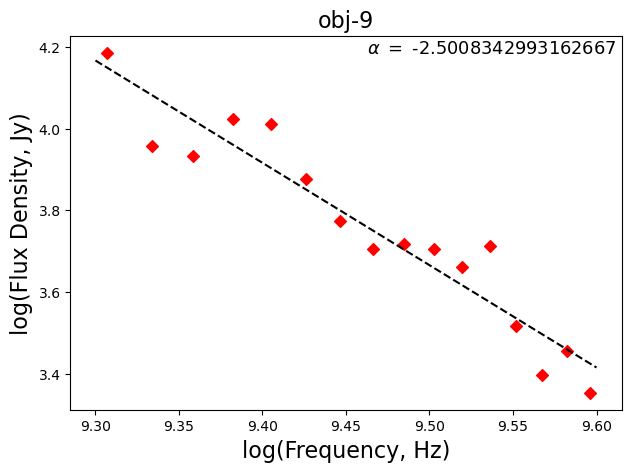 obj-9
α = -2.5008342993162667
4.2
4.0
3.8
3.6
3.4
log(Flux Density, Jy)
9.30 9.35 9.40 9.45 9.50 9.55 9.60
log(Frequency, Hz)